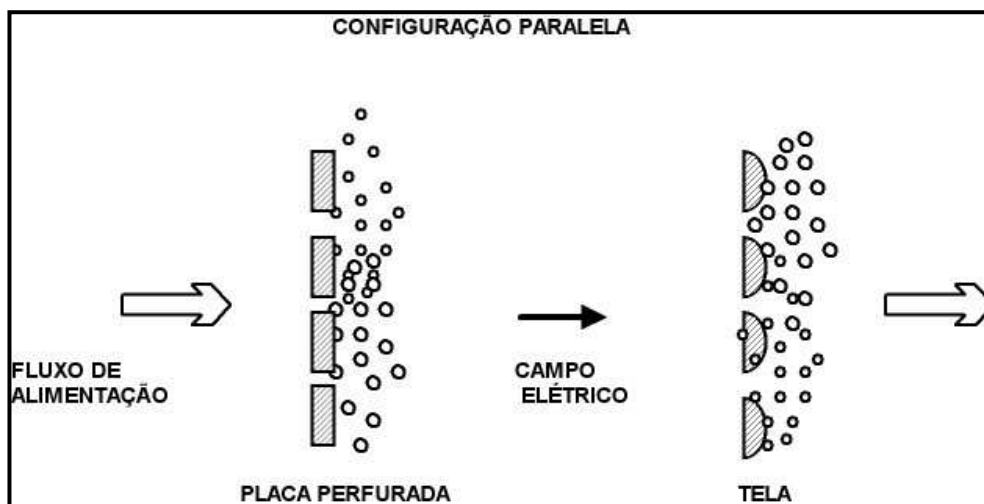 CONFIGURAÇÃO PARALELA
FLUXO DE
ALIMENTAÇÃO
CAMPO
ELÉTRICO
PLACA PERFURADA
TELA